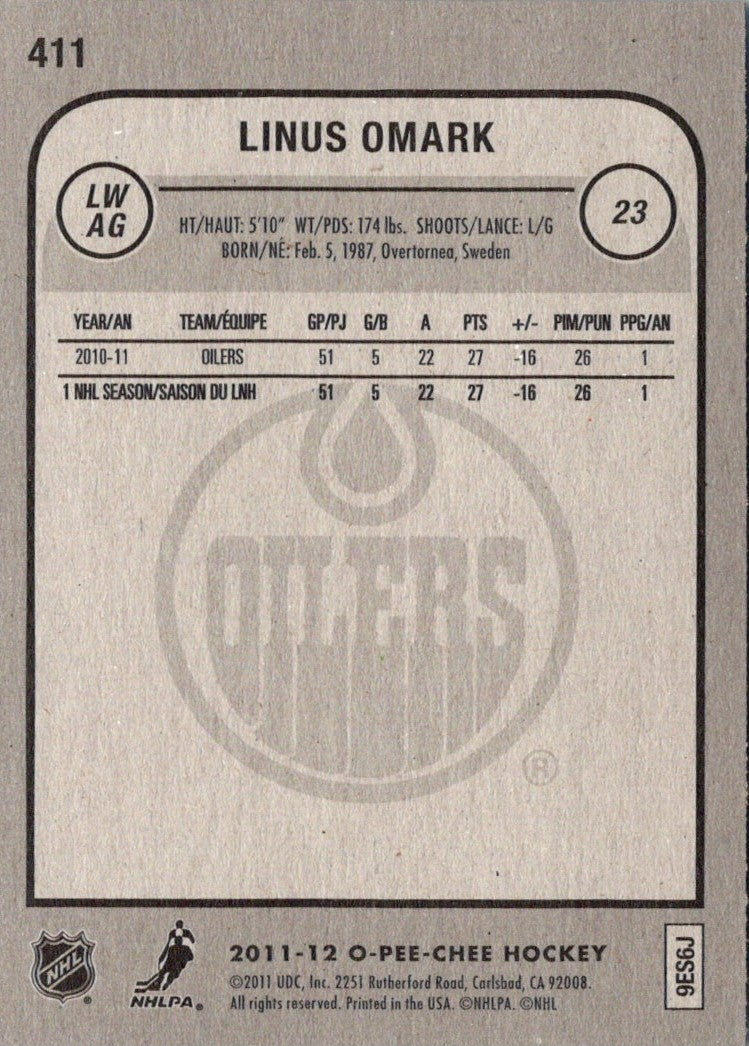 411
LINUS OMARK
LW
AG
HT/HAUT: 5'10" WT/PDS: 174 lbs. SHOOTS/LANCE: L/G
BORN/NÉ: Feb. 5, 1987, Overtornea, Sweden
23
YEAR/AN TEAM/ÉQUIPE GP/PJ G/B A PTS +/- PIM/PUN PPG/AN
2010-11 OILERS 51 5 22 27 -16 26 1
1 NHL SEASON/SAISON DU LNH 51 5 22 27 -16 26 1
OILERS
®
NHL ®
NHLPA®
2011-12 O-PEE-CHEE HOCKEY
©2011 UDC, Inc. 2251 Rutherford Road, Carlsbad, CA 92008.
All rights reserved. Printed in the USA. ©NHLPA. ©NHL
9ES6J